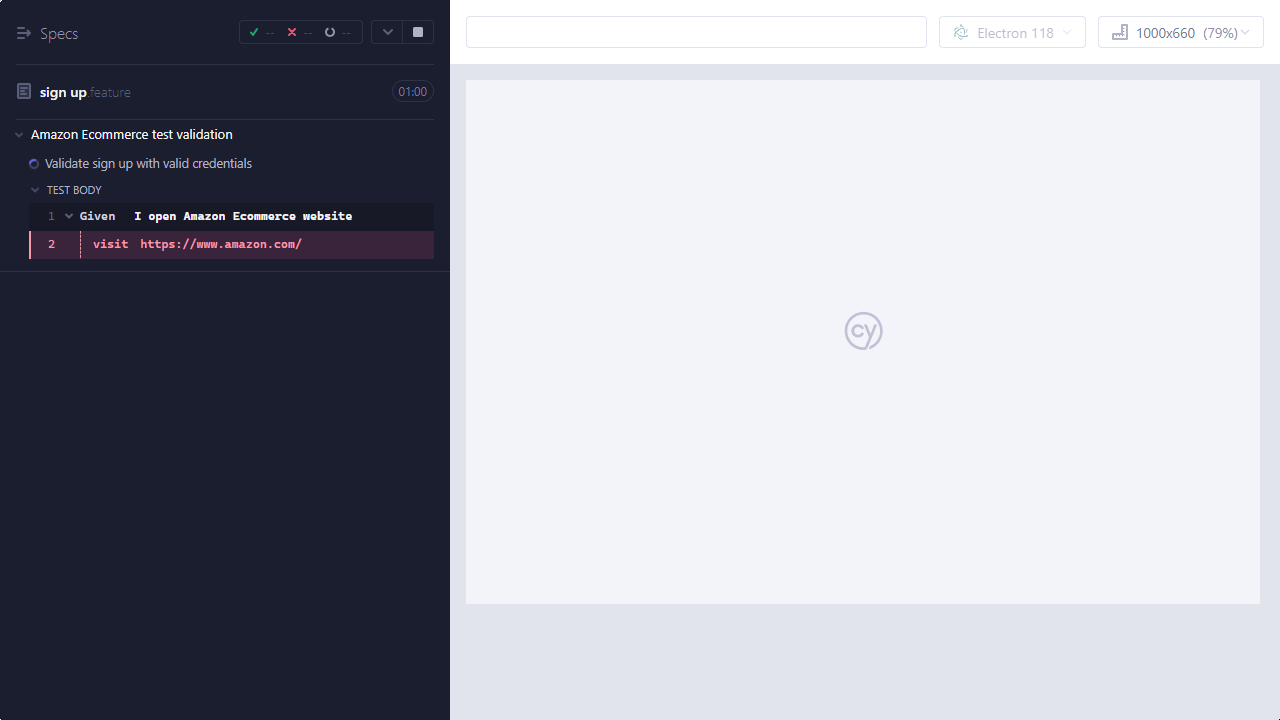 Specs
--
--
--
Electron 118
1000x660 (79%)
sign up.feature
01:00
Amazon Ecommerce test validation
Validate sign up with valid credentials
TEST BODY
1 Given I open Amazon Ecommerce website
2 visit https://www.amazon.com/
cy